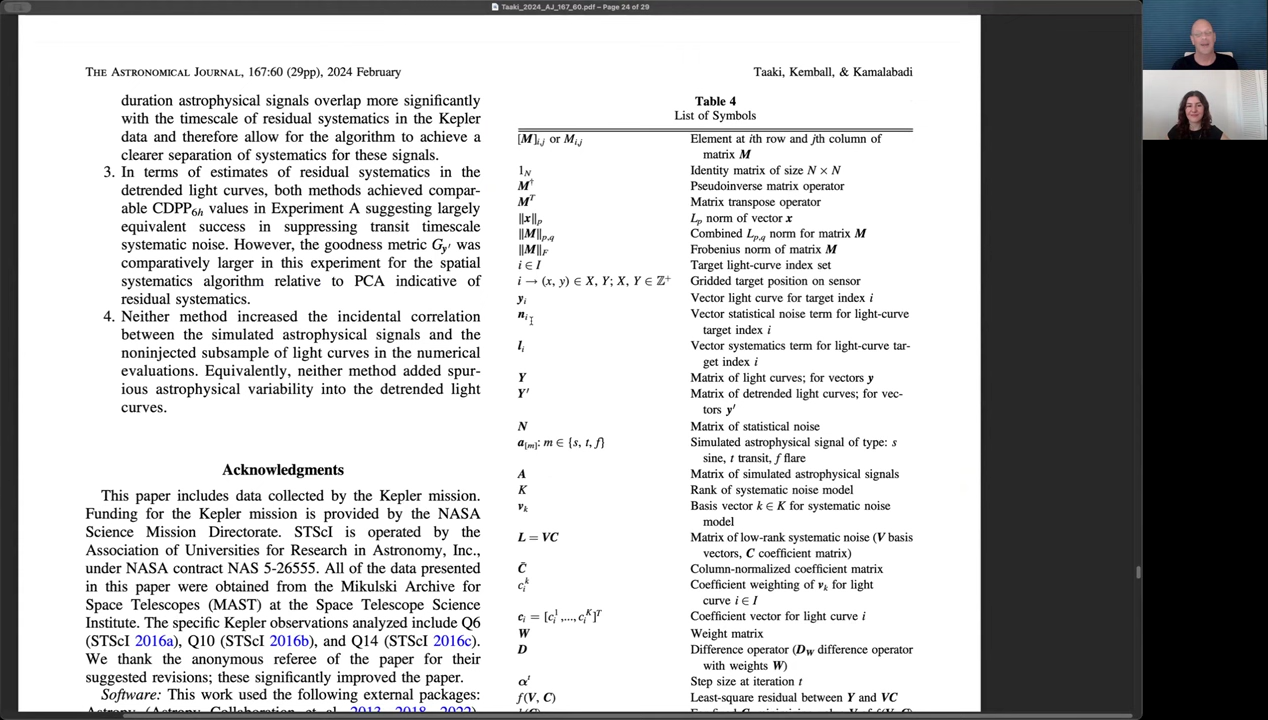 Taaki_2024_AJ_167_60.pdf – Page 24 of 29
THE ASTRONOMICAL JOURNAL, 167:60 (29pp), 2024 February
Taaki, Kemball, & Kamalabadi
duration astrophysical signals overlap more significantly
with the timescale of residual systematics in the Kepler
data and therefore allow for the algorithm to achieve a
clearer separation of systematics for these signals.
3. In terms of estimates of residual systematics in the
detrended light curves, both methods achieved compar-
able CDPP6h values in Experiment A suggesting largely
equivalent success in suppressing transit timescale
systematic noise. However, the goodness metric Gy′ was
comparatively larger in this experiment for the spatial
systematics algorithm relative to PCA indicative of
residual systematics.
4. Neither method increased the incidental correlation
between the simulated astrophysical signals and the
noninjected subsample of light curves in the numerical
evaluations. Equivalently, neither method added spur-
ious astrophysical variability into the detrended light
curves.
Acknowledgments
This paper includes data collected by the Kepler mission.
Funding for the Kepler mission is provided by the NASA
Science Mission Directorate. STScI is operated by the
Association of Universities for Research in Astronomy, Inc.,
under NASA contract NAS 5-26555. All of the data presented
in this paper were obtained from the Mikulski Archive for
Space Telescopes (MAST) at the Space Telescope Science
Institute. The specific Kepler observations analyzed include Q6
(STScI 2016a), Q10 (STScI 2016b), and Q14 (STScI 2016c).
We thank the anonymous referee of the paper for their
suggested revisions; these significantly improved the paper.
Software: This work used the following external packages:
Table 4
List of Symbols
[M]i,j or Mi,j Element at ith row and jth column of
matrix M
1N Identity matrix of size N × N
M† Pseudoinverse matrix operator
MT Matrix transpose operator
‖x‖p Lp norm of vector x
‖M‖p,q Combined Lp,q norm for matrix M
‖M‖F Frobenius norm of matrix M
i ∈ I Target light-curve index set
i → (x, y) ∈ X, Y; X, Y ∈ ℤ+ Gridded target position on sensor
yi Vector light curve for target index i
ni Vector statistical noise term for light-curve
target index i
li Vector systematics term for light-curve tar-
get index i
Y Matrix of light curves; for vectors y
Y′ Matrix of detrended light curves; for vec-
tors y′
N Matrix of statistical noise
a[m]: m ∈ {s, t, f} Simulated astrophysical signal of type: s
sine, t transit, f flare
A Matrix of simulated astrophysical signals
K Rank of systematic noise model
vk Basis vector k ∈ K for systematic noise
model
L = VC Matrix of low-rank systematic noise (V basis
vectors, C coefficient matrix)
C̄ Column-normalized coefficient matrix
cik Coefficient weighting of vk for light
curve i ∈ I
ci = [ci1,...,ciK]T Coefficient vector for light curve i
W Weight matrix
D Difference operator (DW difference operator
with weights W)
αt Step size at iteration t
f(V, C) Least-square residual between Y and VC